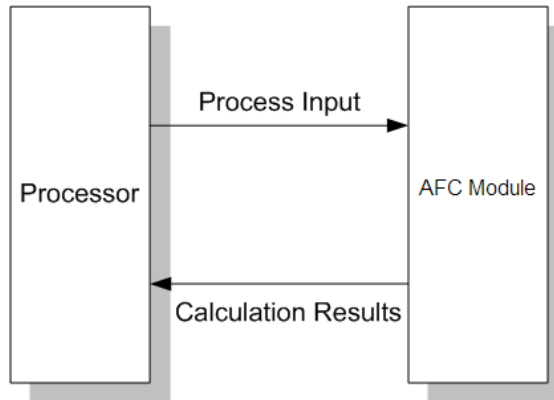 Process Input
Processor
AFC Module
Calculation Results